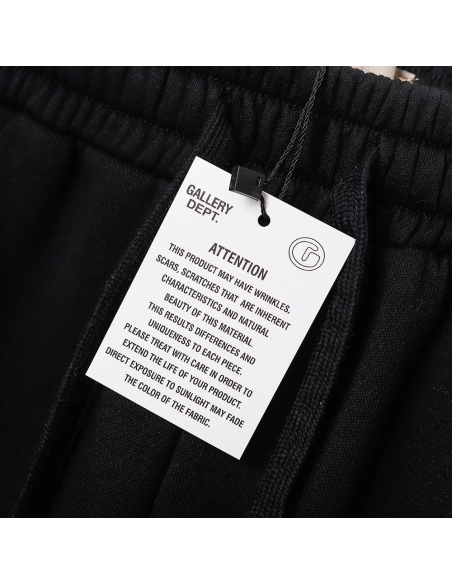 GALLERY
DEPT.
G
ATTENTION
THIS PRODUCT MAY HAVE WRINKLES,
SCARS, SCRATCHES THAT ARE INHERENT
CHARACTERISTICS AND NATURAL
BEAUTY OF THIS MATERIAL.
THIS RESULTS DIFFERENCES AND
UNIQUENESS TO EACH PIECE.
PLEASE TREAT WITH CARE IN ORDER TO
EXTEND THE LIFE OF YOUR PRODUCT.
DIRECT EXPOSURE TO SUNLIGHT MAY FADE
THE COLOR OF THE FABRIC.